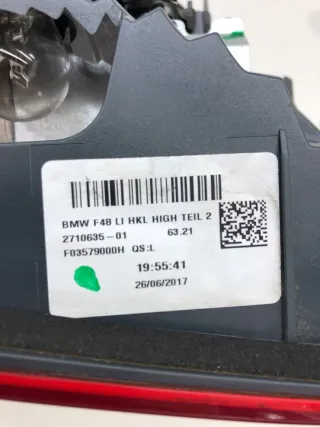 BMW F48 LI HKL HIGH TEIL 2
2710635-01 63.21
F03579000H QS:L
19:55:41
26/06/2017